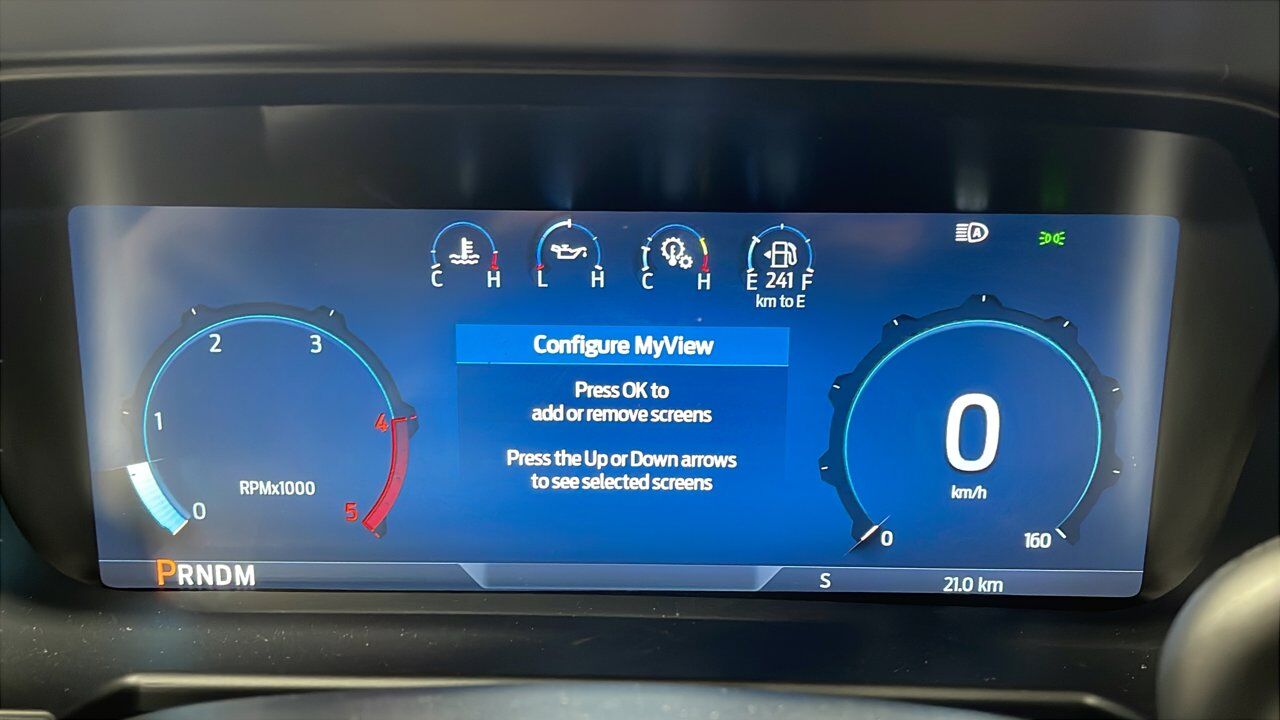 C H L H C H E 241 F
km to E
A
Configure MyView
Press OK to
add or remove screens
Press the Up or Down arrows
to see selected screens
2 3
1 4
RPMx1000
0 5
0
km/h
0 160
PRNDM
S
21.0 km